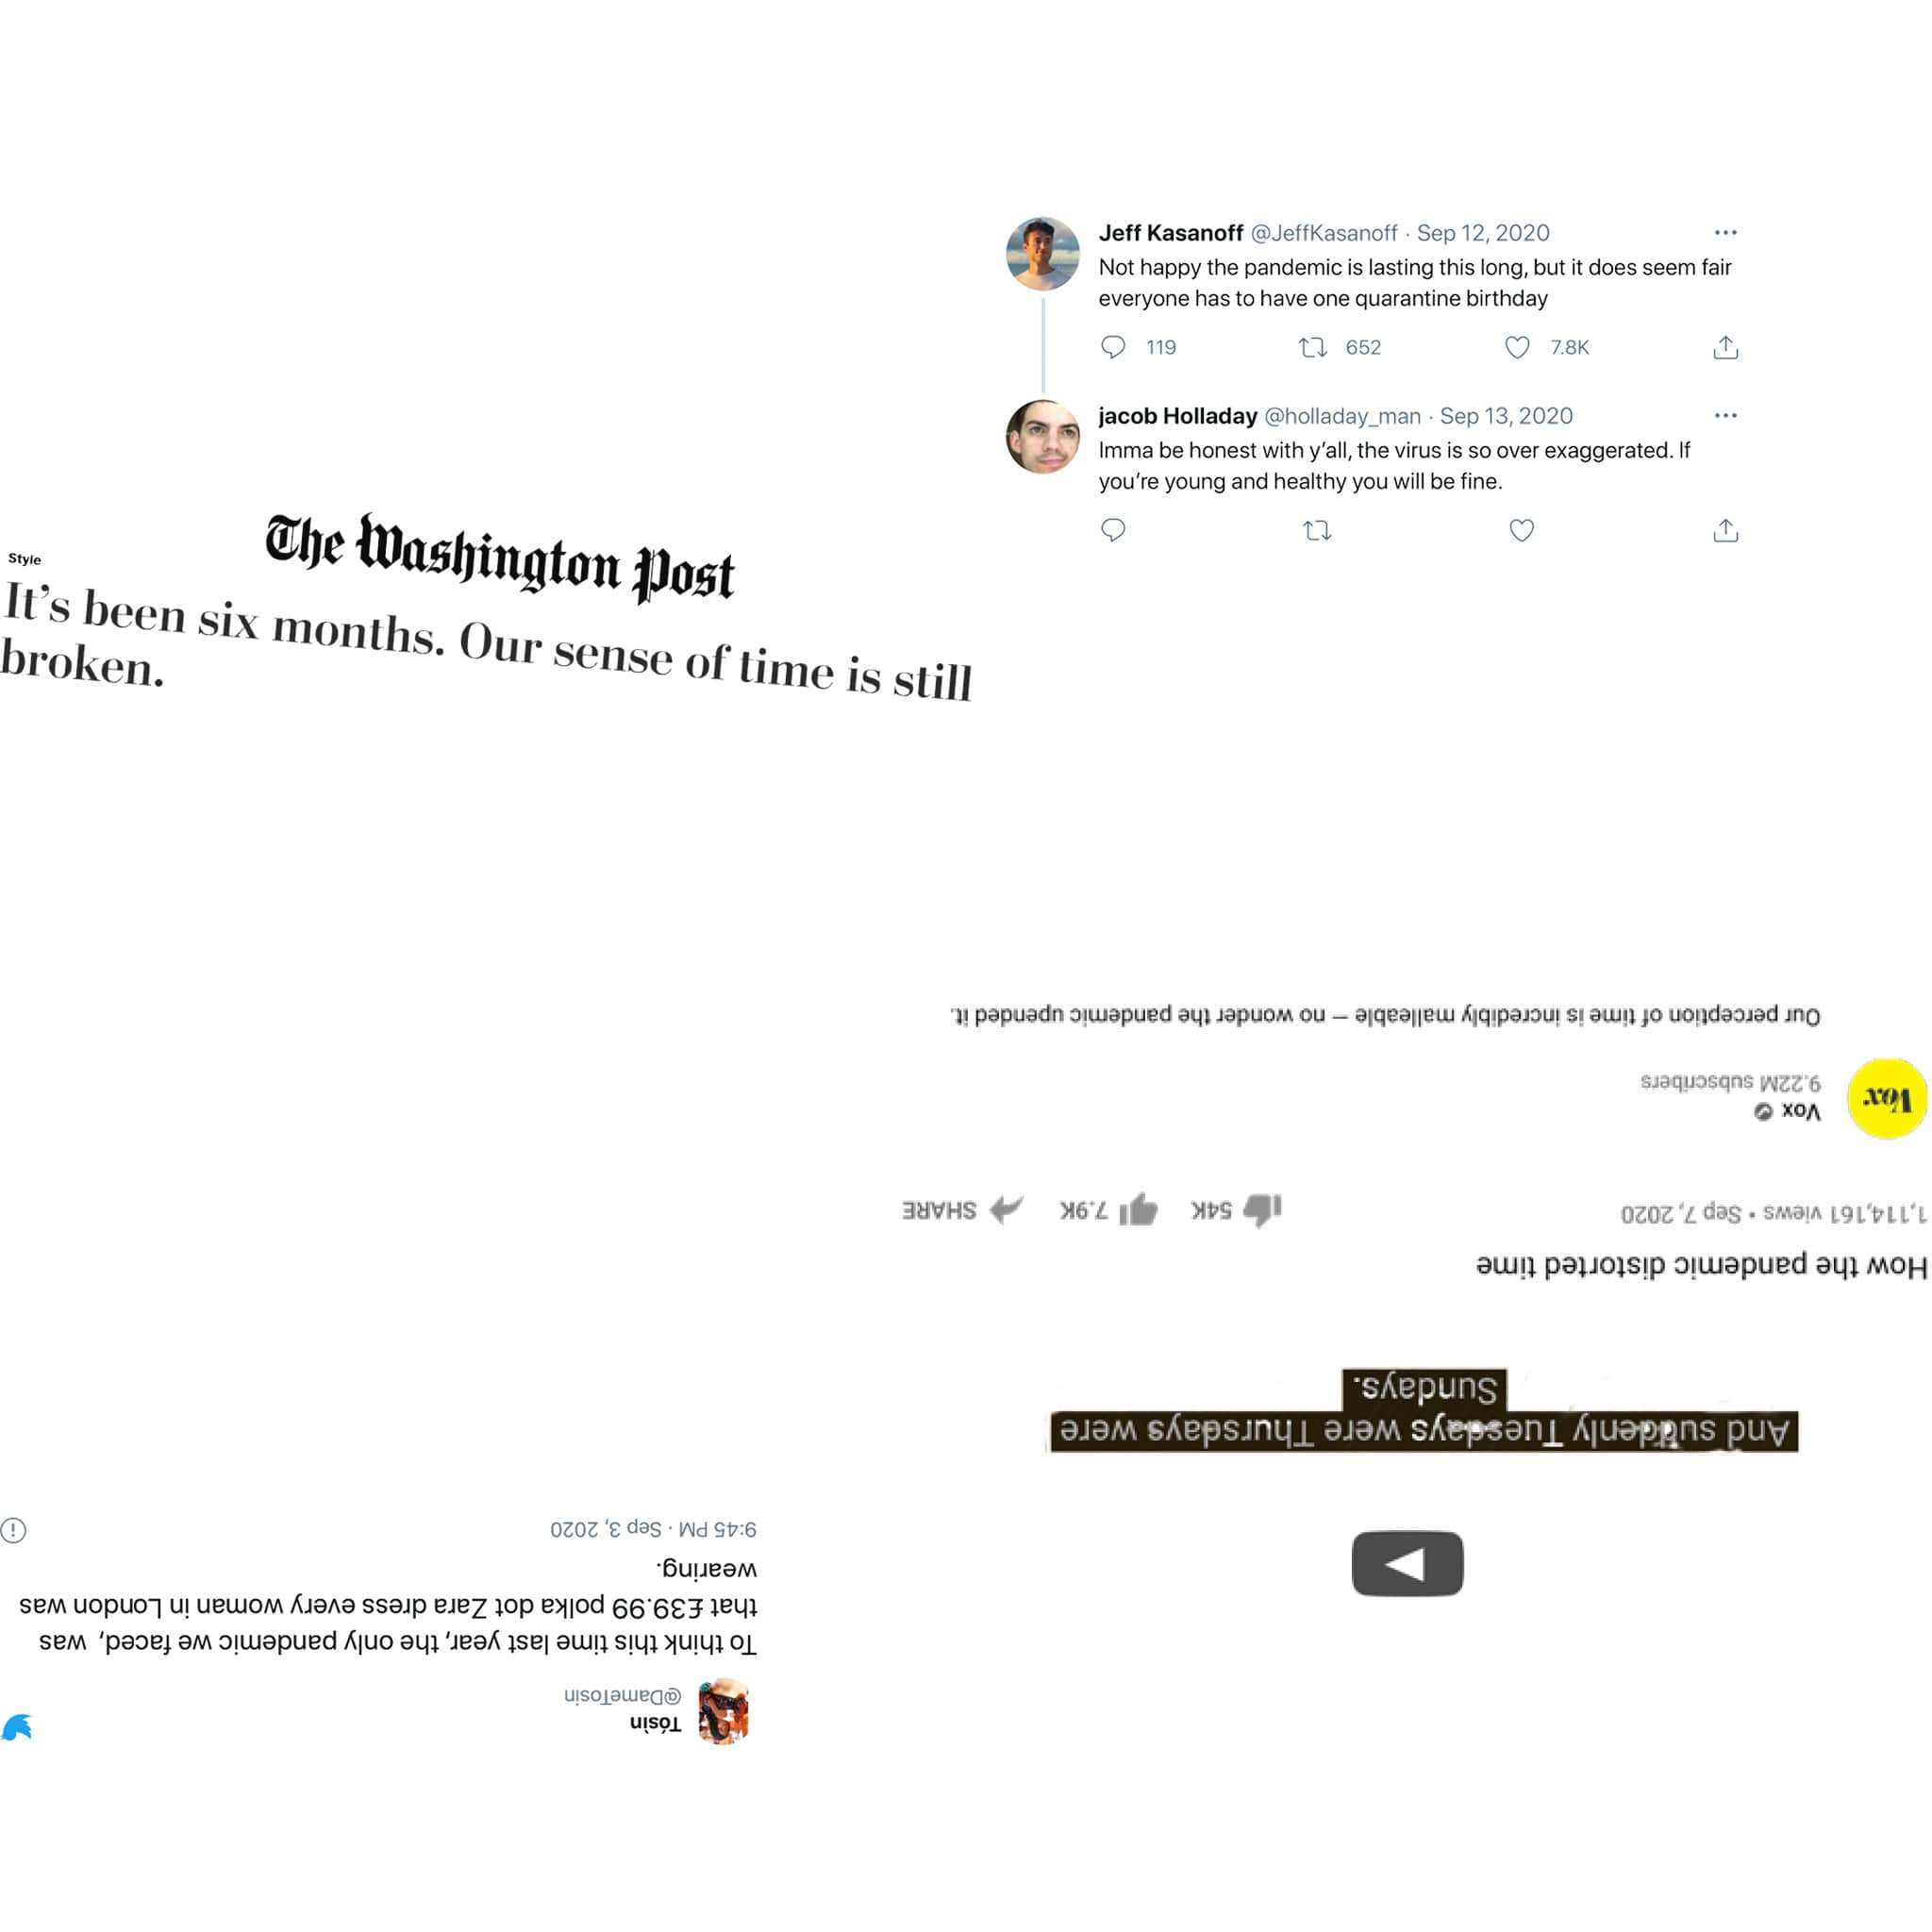 Jeff Kasanoff @JeffKasanoff · Sep 12, 2020
Not happy the pandemic is lasting this long, but it does seem fair
everyone has to have one quarantine birthday
119 652 7.8K
jacob Holladay @holladay_man · Sep 13, 2020
Imma be honest with y’all, the virus is so over exaggerated. If
you’re young and healthy you will be fine.
The Washington Post
Style
It’s been six months. Our sense of time is still
broken.
And suddenly Tuesdays were Thursdays were
Sundays.
How the pandemic distorted time
1,114,161 views • Sep 7, 2020
54K 7.9K SHARE
Vox
Vox
9.22M subscribers
Our perception of time is incredibly malleable — no wonder the pandemic upended it.
Tósìn
@DameTosin
To think this time last year, the only pandemic we faced, was
that £39.99 polka dot Zara dress every woman in London was
wearing.
9:45 PM · Sep 3, 2020